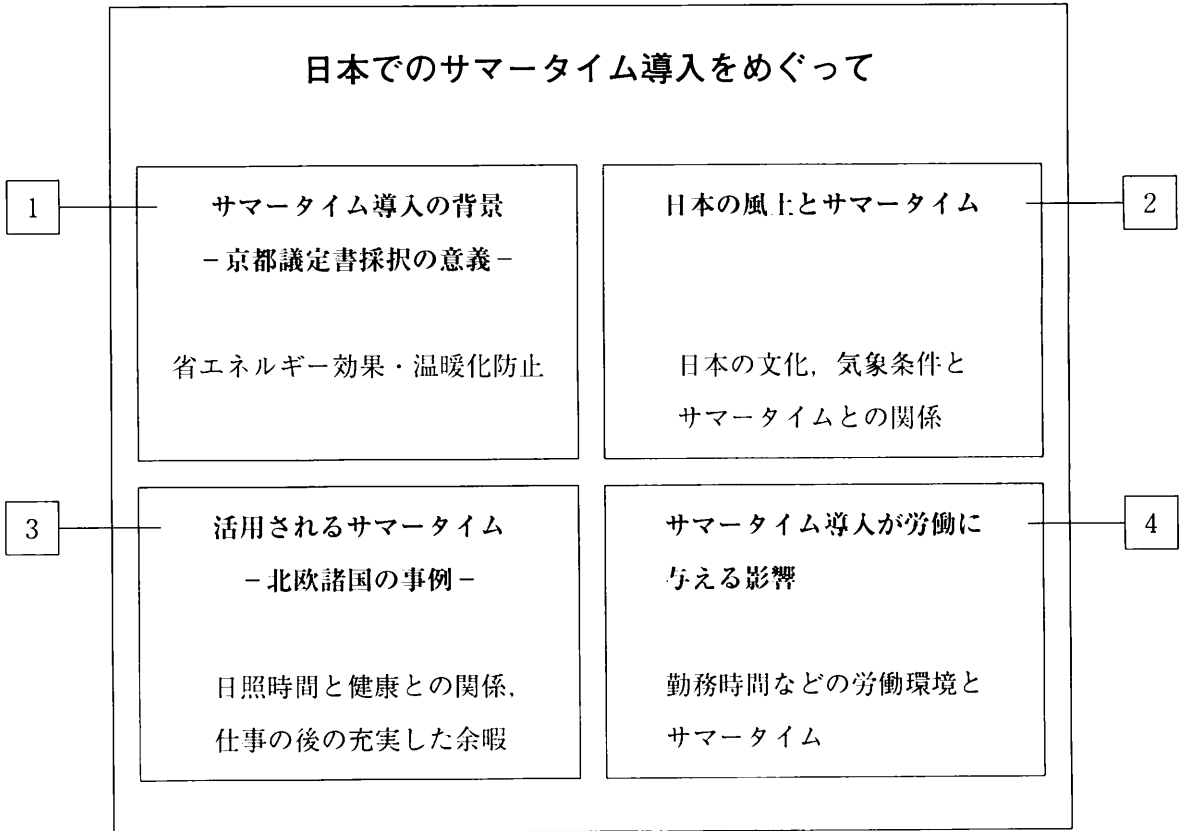 日本でのサマータイム導入をめぐって
1
サマータイム導入の背景
－京都議定書採択の意義－
省エネルギー効果・温暖化防止
2
日本の風土とサマータイム
日本の文化，気象条件と
サマータイムとの関係
3
活用されるサマータイム
－北欧諸国の事例－
日照時間と健康との関係，
仕事の後の充実した余暇
4
サマータイム導入が労働に
与える影響
勤務時間などの労働環境と
サマータイム